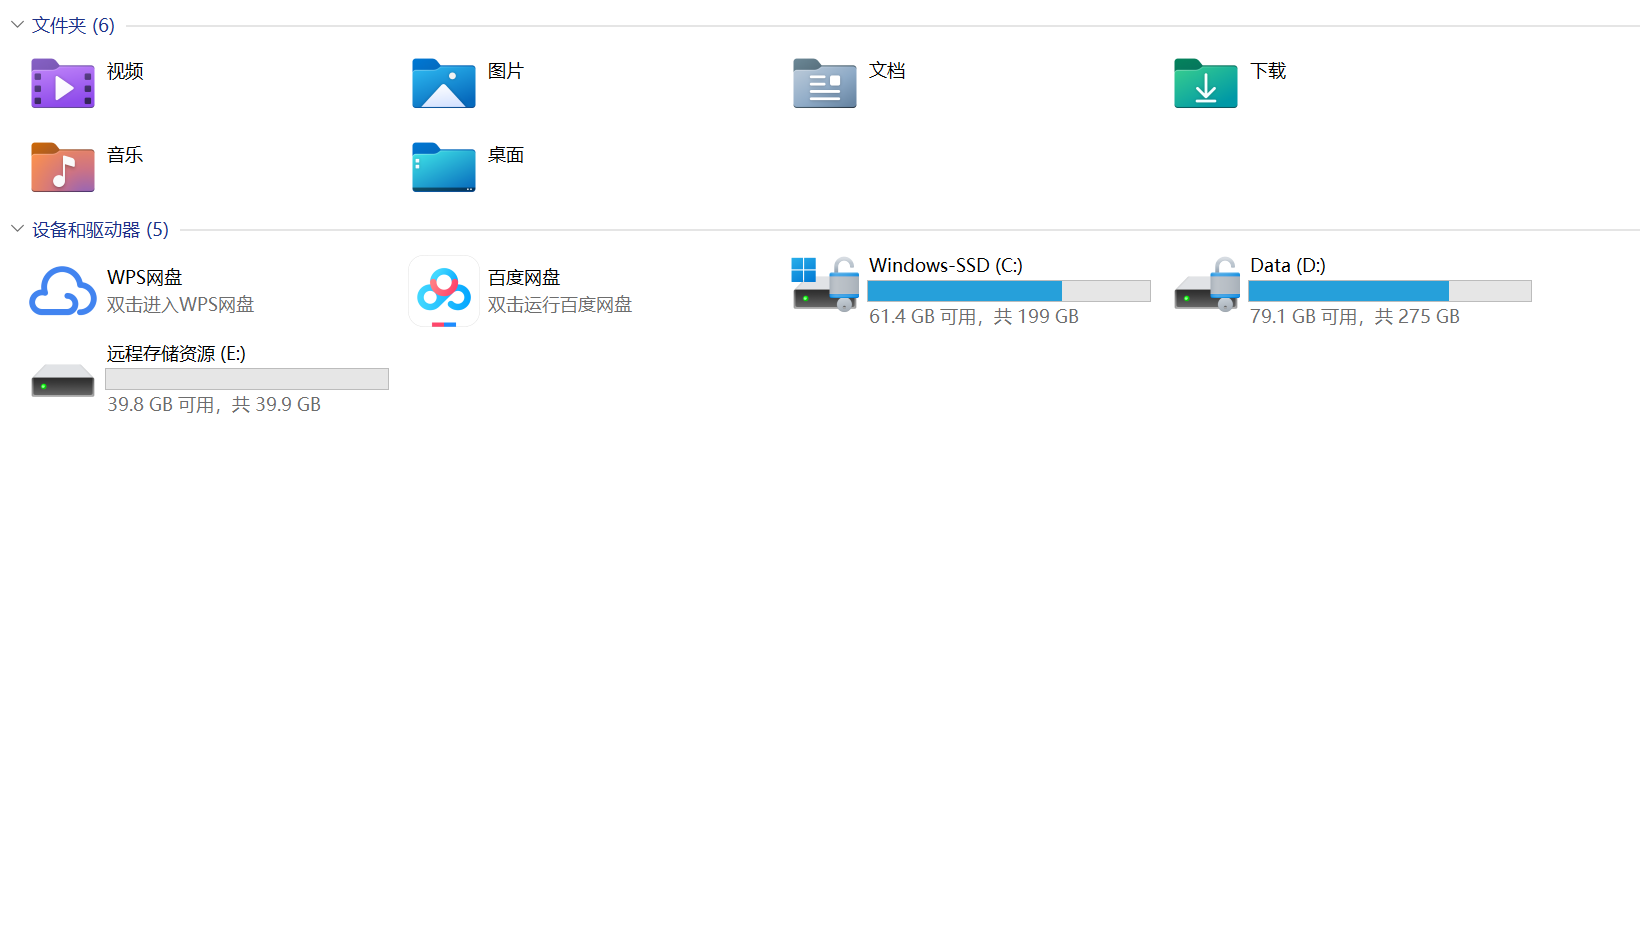 文件夹 (6)
视频
图片
文档
下载
音乐
桌面
设备和驱动器 (5)
WPS网盘
双击进入WPS网盘
百度网盘
双击运行百度网盘
Windows-SSD (C:)
61.4 GB 可用，共 199 GB
Data (D:)
79.1 GB 可用，共 275 GB
远程存储资源 (E:)
39.8 GB 可用，共 39.9 GB